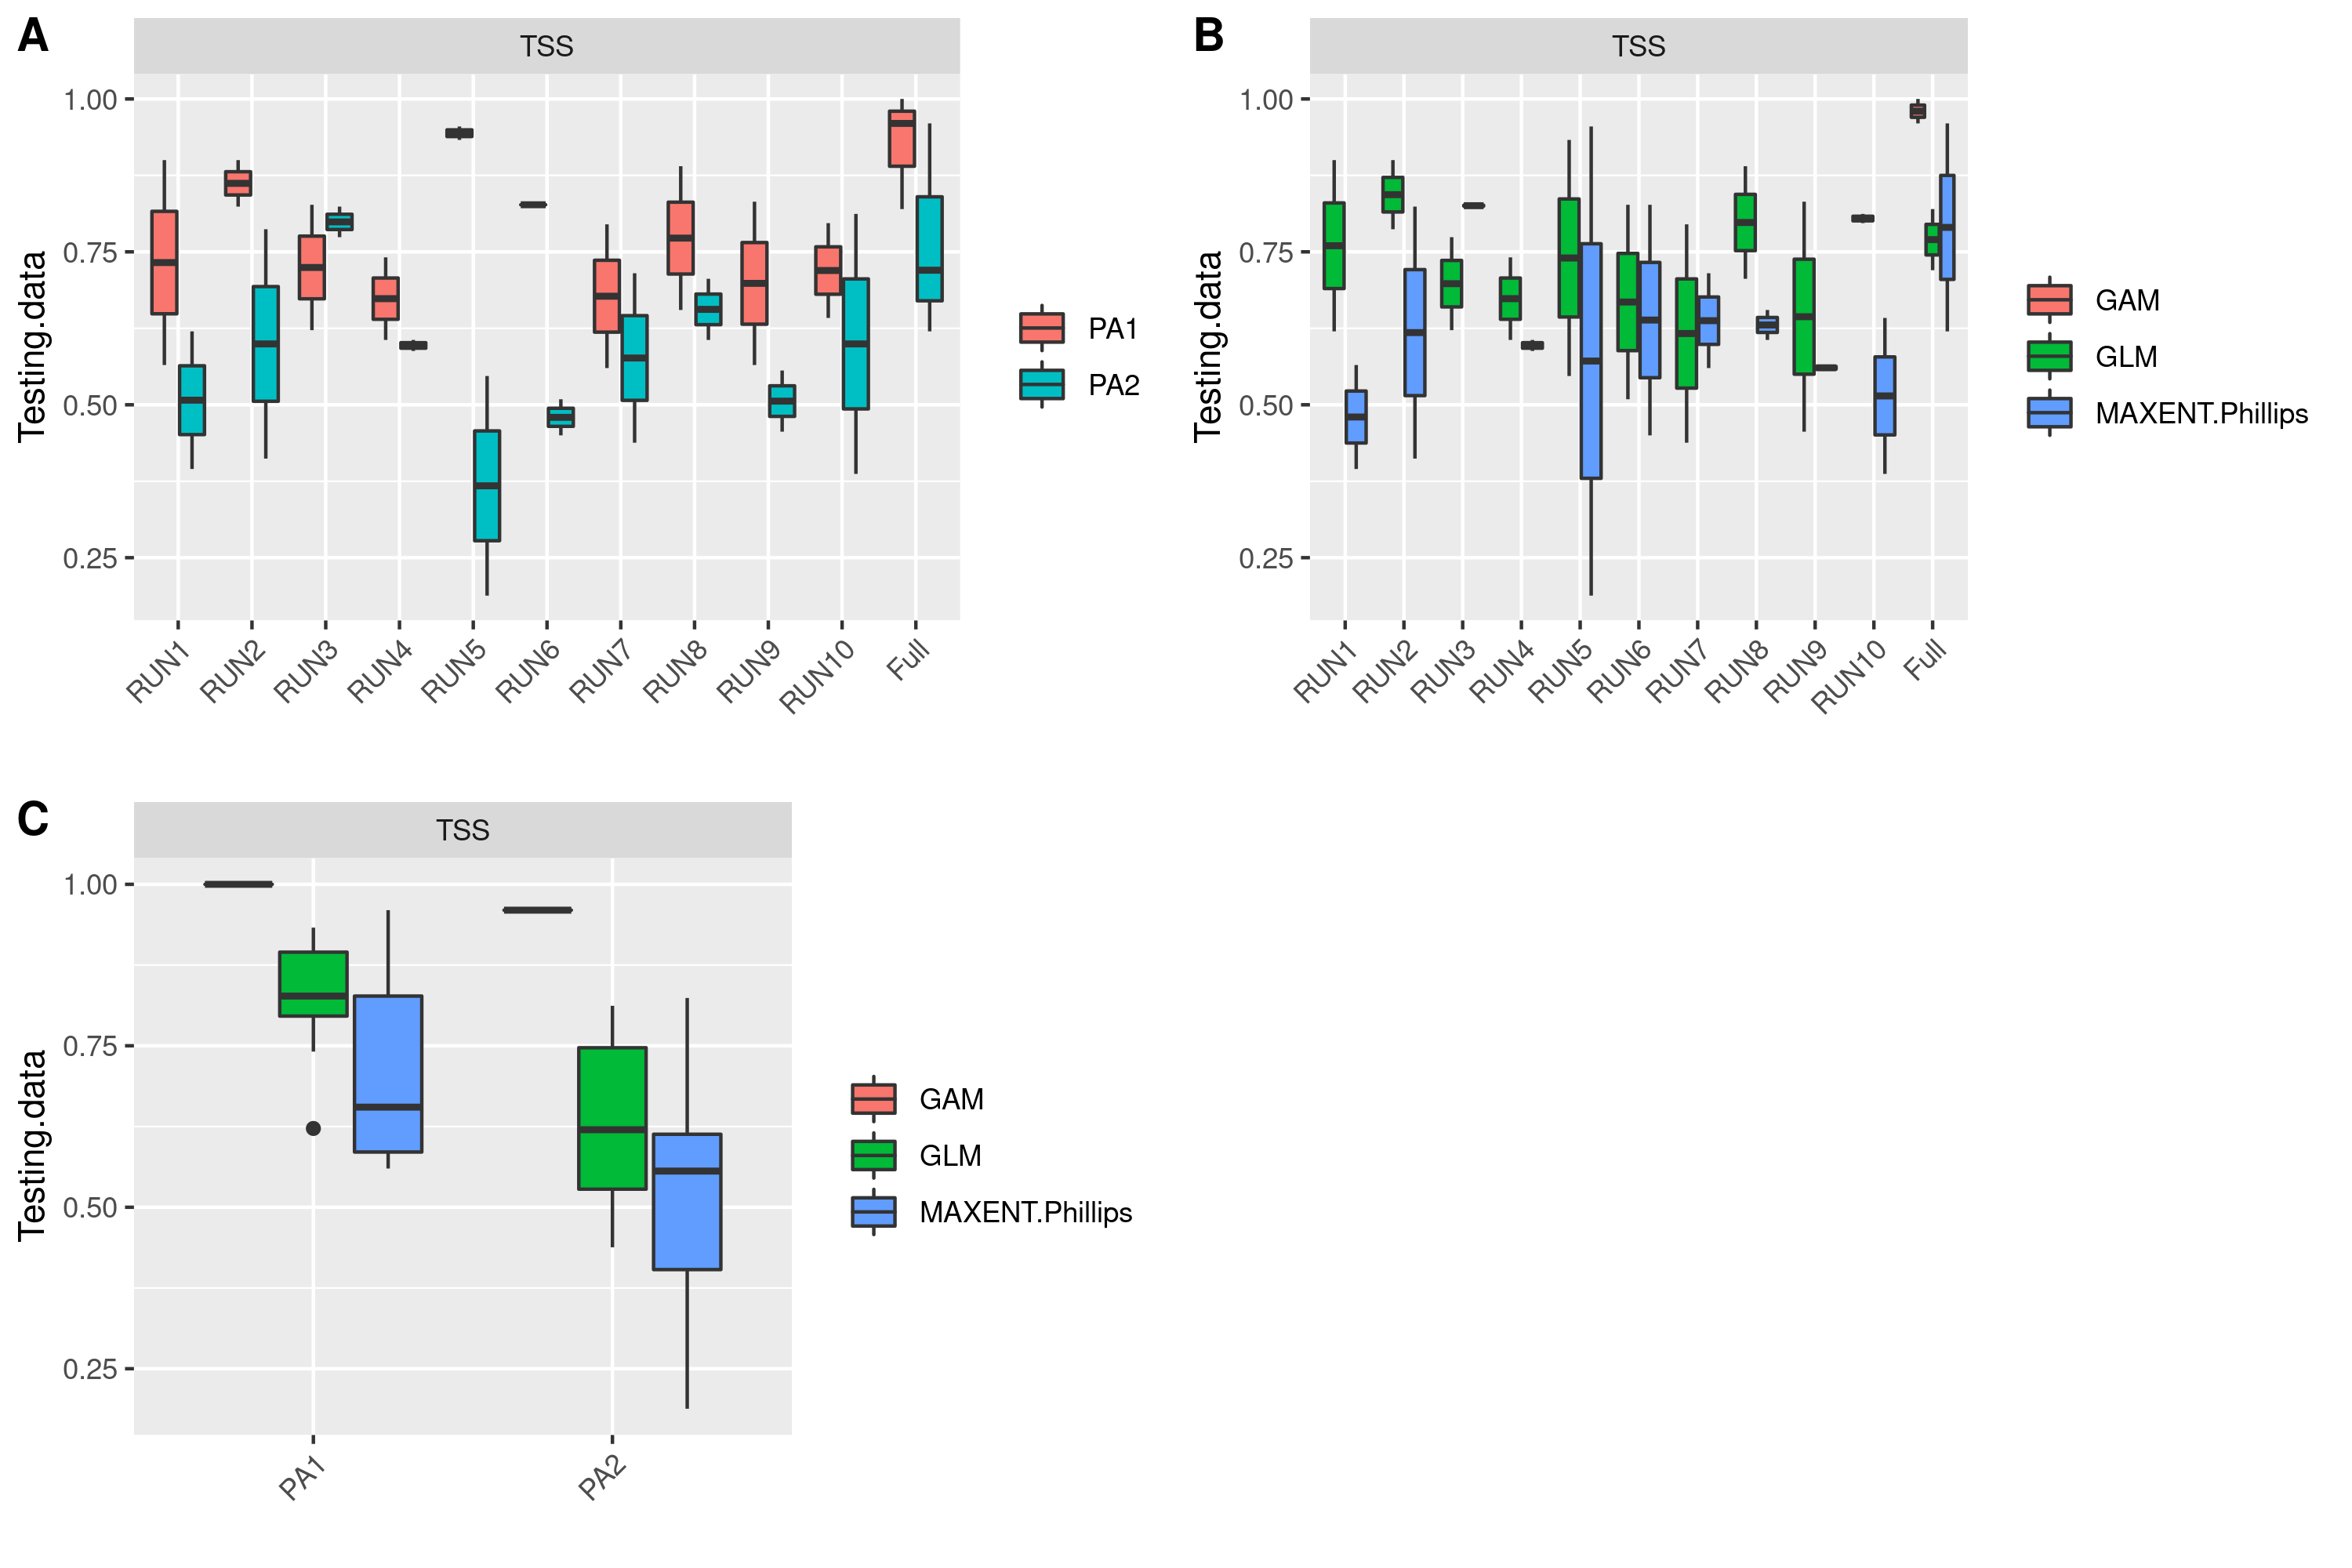 A
TSS
1.00
0.75
0.50
0.25
Testing.data
RUN1
RUN2
RUN3
RUN4
RUN5
RUN6
RUN7
RUN8
RUN9
RUN10
Full
PA1
PA2
B
TSS
1.00
0.75
0.50
0.25
Testing.data
RUN1
RUN2
RUN3
RUN4
RUN5
RUN6
RUN7
RUN8
RUN9
RUN10
Full
GAM
GLM
MAXENT.Phillips
C
TSS
1.00
0.75
0.50
0.25
Testing.data
PA1
PA2
GAM
GLM
MAXENT.Phillips